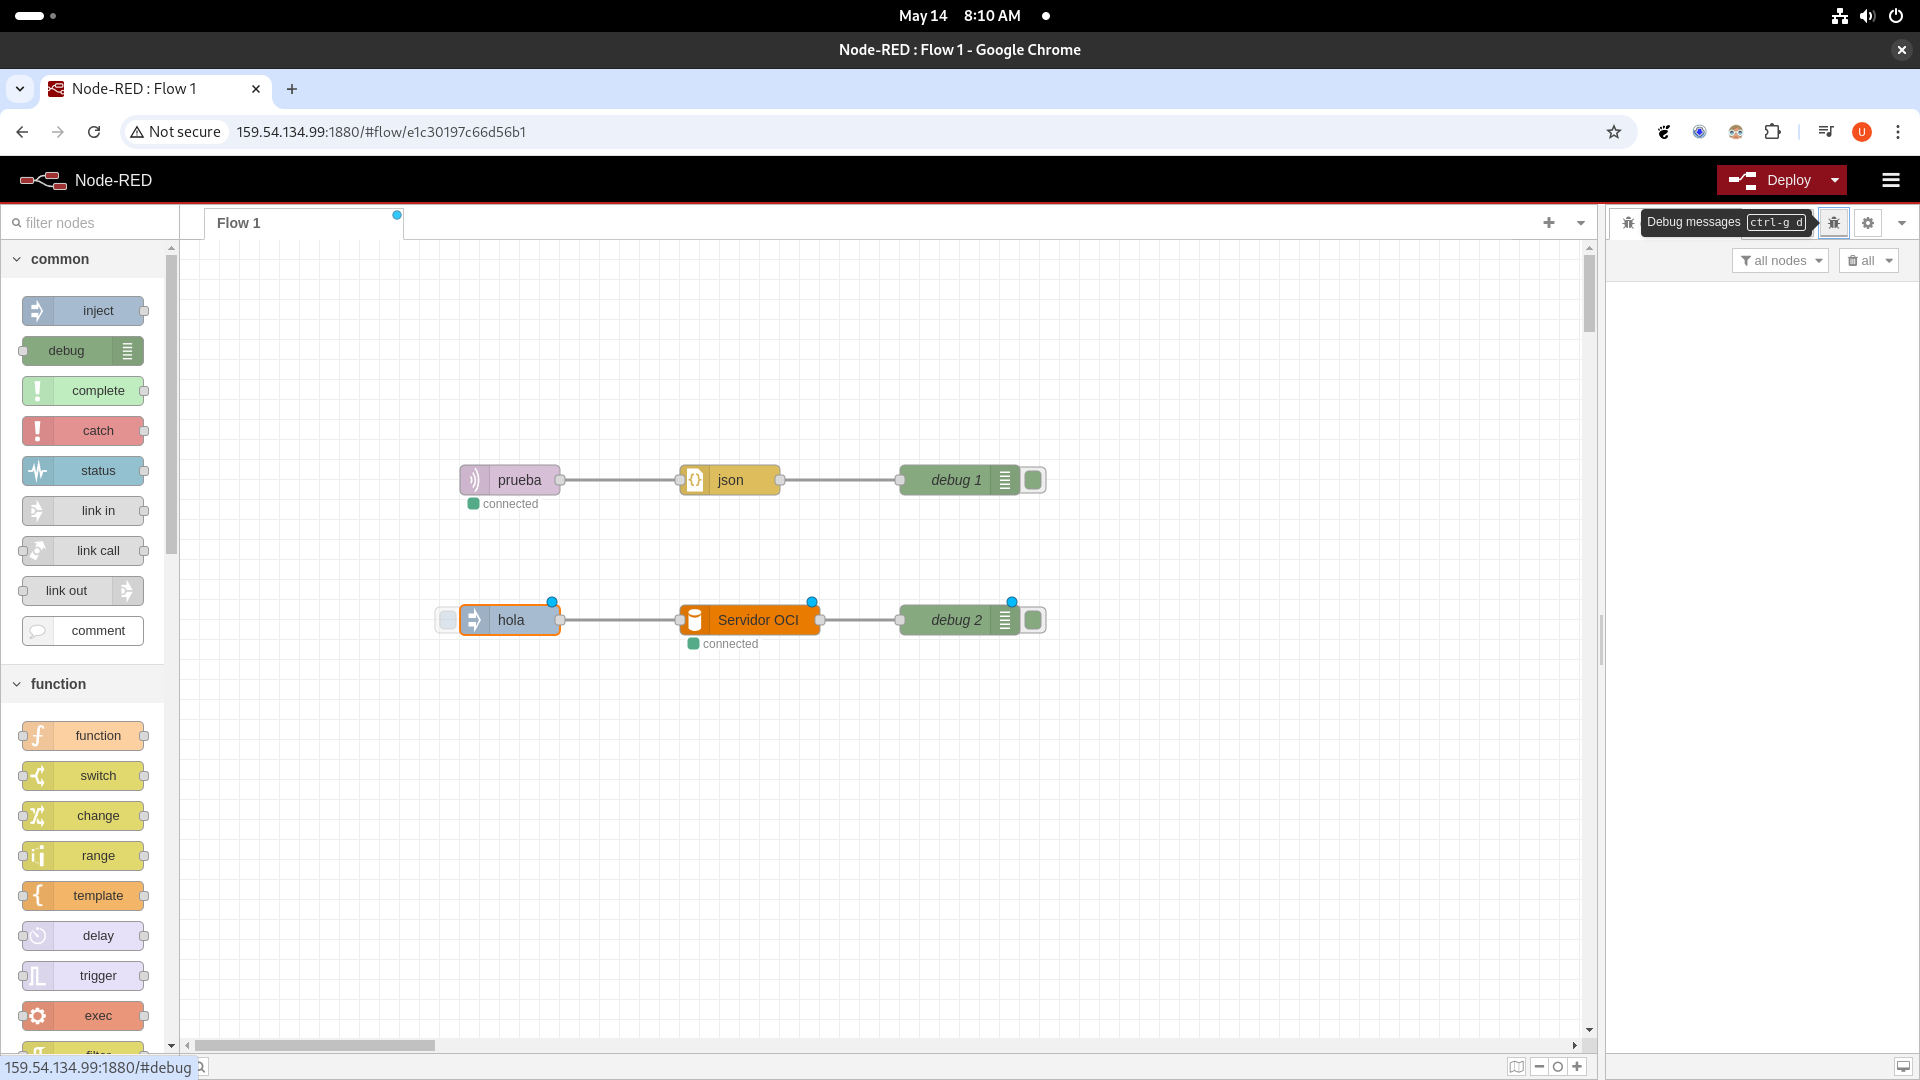 May 14 8:10 AM
Node-RED : Flow 1 - Google Chrome
Node-RED : Flow 1
Not secure 159.54.134.99:1880/#flow/e1c30197c66d56b1
U
Node-RED
Deploy
filter nodes
Flow 1
Debug messages ctrl-g d
common
all nodes
all
inject
debug
complete
catch
status
link in
link call
link out
comment
prueba
json
debug 1
connected
hola
Servidor OCI
debug 2
connected
function
function
switch
change
range
template
delay
trigger
exec
filter
159.54.134.99:1880/#debug